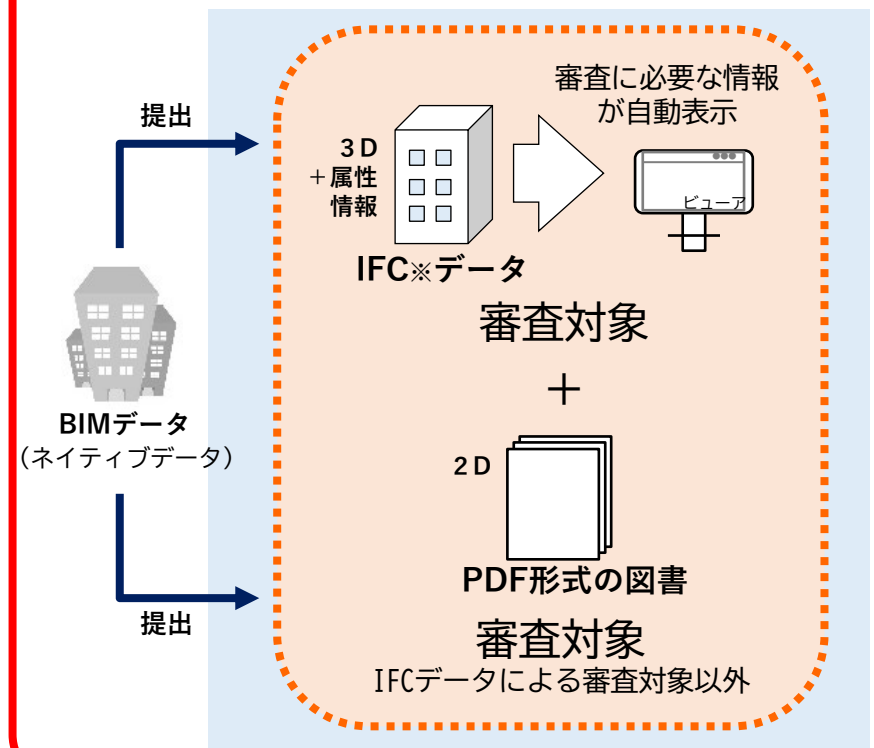 提出
審査に必要な情報
が自動表示
３Ｄ
＋属性
情報
ビューア
IFC※データ
審査対象
＋
BIMデータ
（ネイティブデータ）
２Ｄ
PDF形式の図書
提出
審査対象
IFCデータによる審査対象以外